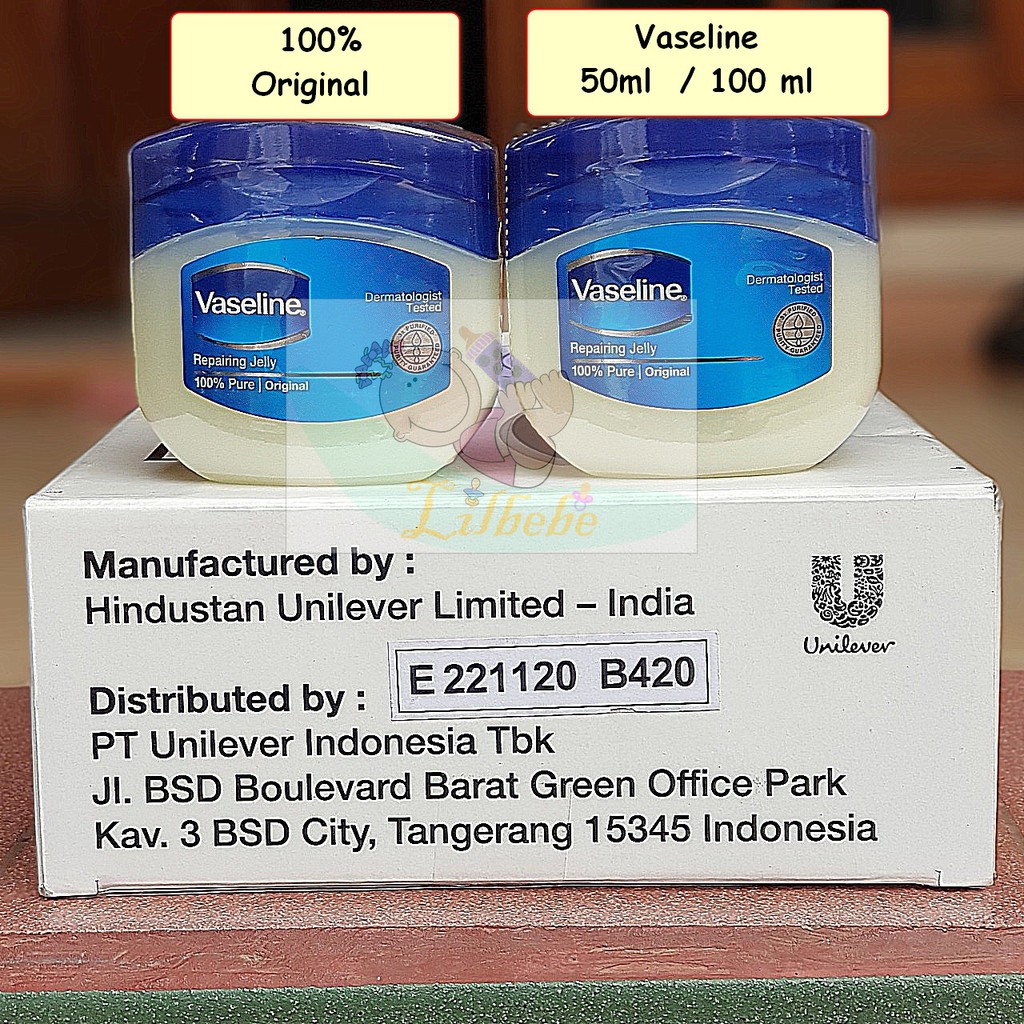 100%
Original
Vaseline
50ml / 100 ml
Vaseline
Dermatologist
Tested
Repairing Jelly
100% Pure | Original
Vaseline
Dermatologist
Tested
Repairing Jelly
100% Pure | Original
Lilbebe
Manufactured by :
Hindustan Unilever Limited – India
Unilever
E 221120 B420
Distributed by :
PT Unilever Indonesia Tbk
Jl. BSD Boulevard Barat Green Office Park
Kav. 3 BSD City, Tangerang 15345 Indonesia